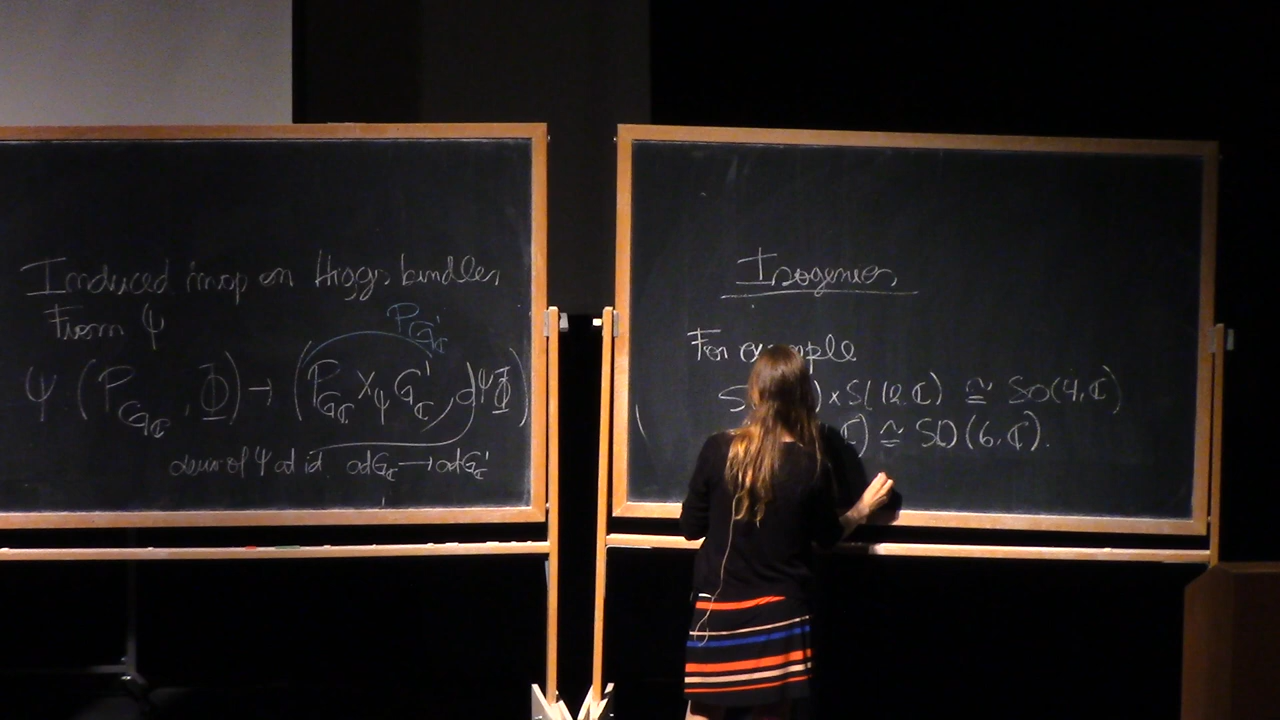 Induced map on Higgs bundles
From Ψ
P_{G'_ℂ}
Ψ (P_{G_ℂ}, Φ) → (P_{G_ℂ} ×_Ψ G'_ℂ, dΨΦ)
deriv of Ψ at id adG_ℂ → adG'_ℂ
Isogenies
For example
S( ) × Sl(2,ℂ) ≅ SO(4,ℂ)
ℂ) ≅ SO(6,ℂ).